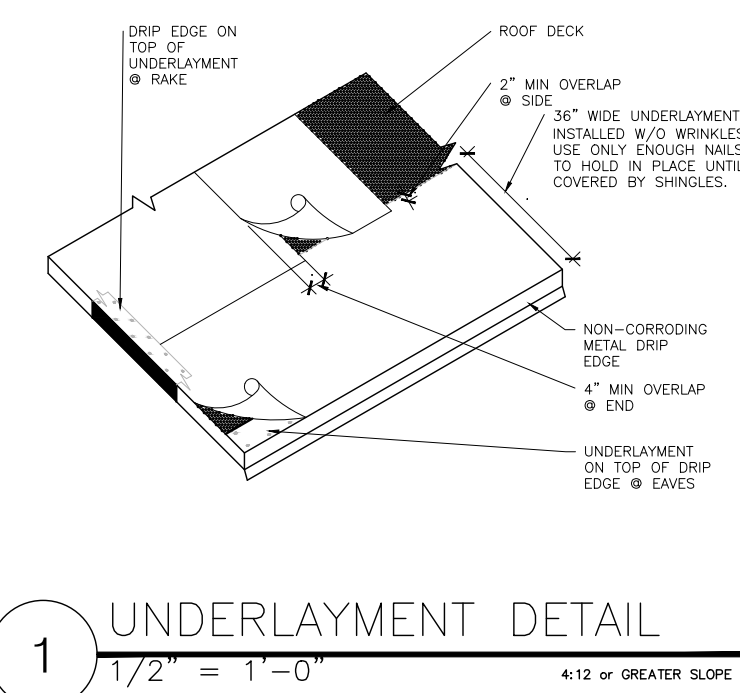 DRIP EDGE ON
TOP OF
UNDERLAYMENT
@ RAKE
ROOF DECK
2" MIN OVERLAP
@ SIDE
36" WIDE UNDERLAYMENT
INSTALLED W/O WRINKLES
USE ONLY ENOUGH NAILS
TO HOLD IN PLACE UNTIL
COVERED BY SHINGLES.
NON-CORRODING
METAL DRIP
EDGE
4" MIN OVERLAP
@ END
UNDERLAYMENT
ON TOP OF DRIP
EDGE @ EAVES
1
UNDERLAYMENT DETAIL
1/2" = 1'-0"
4:12 or GREATER SLOPE